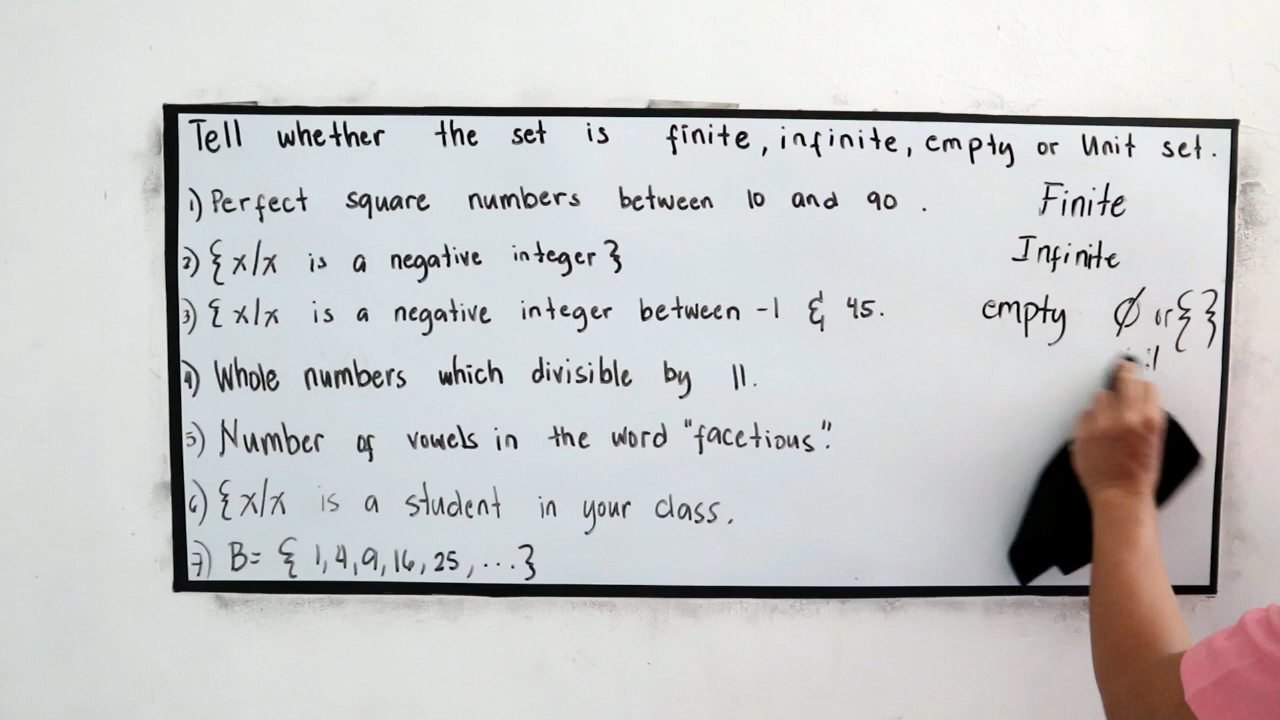 Tell whether the set is finite, infinite, empty or Unit set.
1) Perfect square numbers between 10 and 90 . Finite
2) {x/x is a negative integer} Infinite
3) {x/x is a negative integer between -1 & 45. empty ∅ or { }
4) Whole numbers which divisible by 11.
5) Number of vowels in the word "facetious".
6) {x/x is a student in your class.
7) B= { 1,4,9,16,25,...}